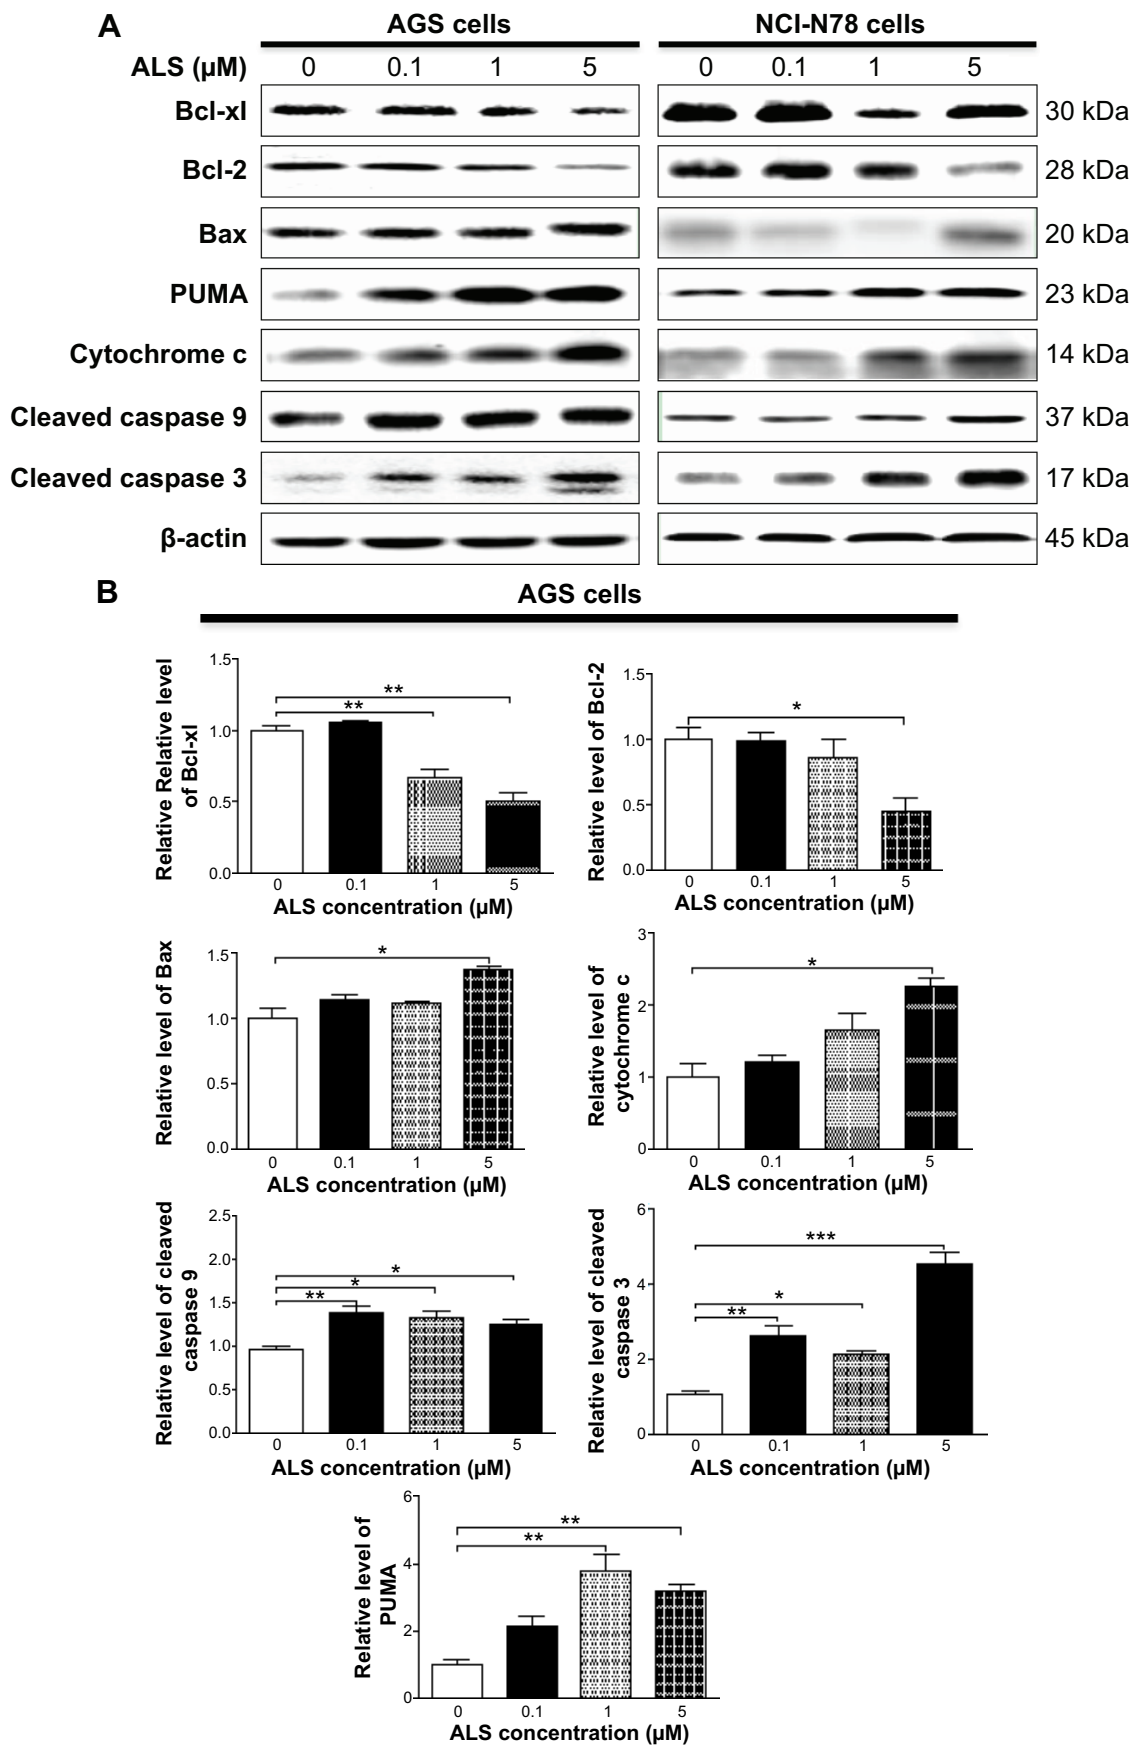 A
AGS cells
NCI-N78 cells
ALS (μM) 0 0.1 1 5 0 0.1 1 5
Bcl-xl 30 kDa
Bcl-2 28 kDa
Bax 20 kDa
PUMA 23 kDa
Cytochrome c 14 kDa
Cleaved caspase 9 37 kDa
Cleaved caspase 3 17 kDa
β-actin 45 kDa
B
AGS cells
Relative Relative level
of Bcl-xl
1.5
1.0
0.5
0.0
**
**
0 0.1 1 5
ALS concentration (μM)
Relative level of Bcl-2
1.5
1.0
0.5
0.0
*
0 0.1 1 5
ALS concentration (μM)
Relative level of Bax
1.5
1.0
0.5
0.0
*
0 0.1 1 5
ALS concentration (μM)
Relative level of
cytochrome c
3
2
1
0
*
0 0.1 1 5
ALS concentration (μM)
Relative level of cleaved
caspase 9
2.5
2.0
1.5
1.0
0.5
0.0
*
*
**
0 0.1 1 5
ALS concentration (μM)
Relative level of cleaved
caspase 3
6
4
2
0
***
*
**
0 0.1 1 5
ALS concentration (μM)
Relative level of
PUMA
6
4
2
0
**
**
0 0.1 1 5
ALS concentration (μM)